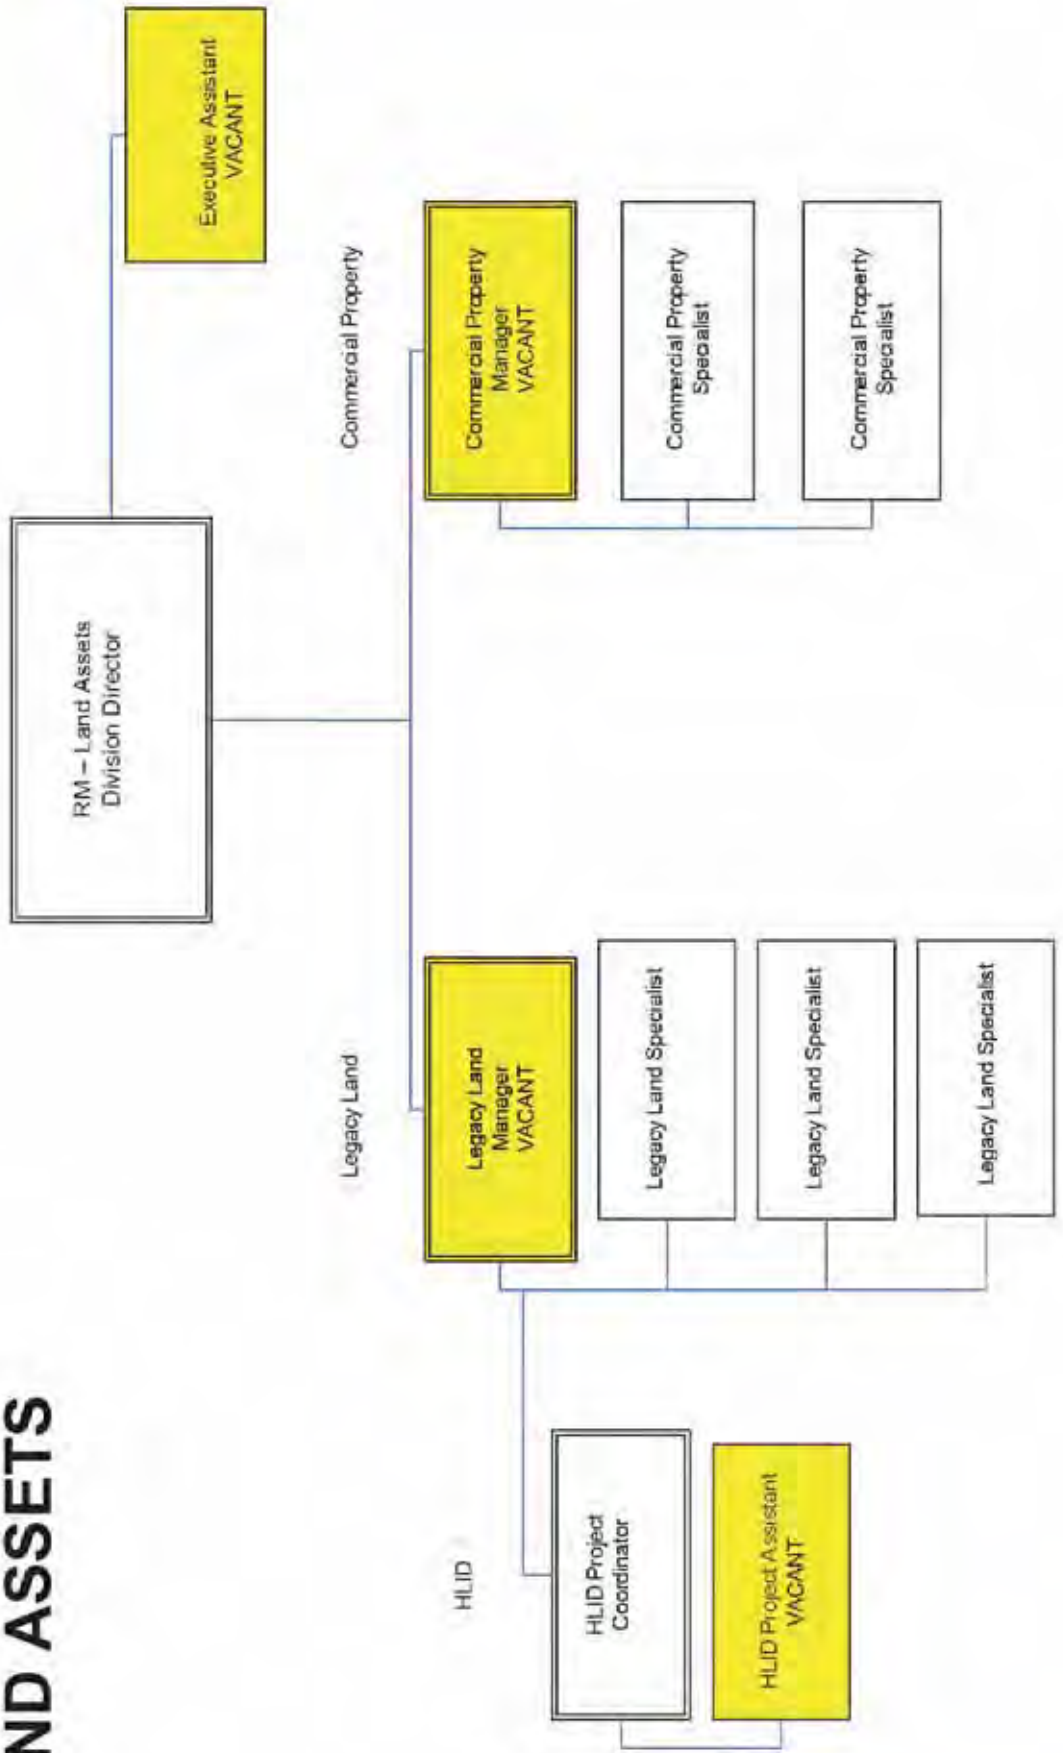 ND ASSETS
RM – Land Assets
Division Director
Executive Assistant
VACANT
HLID
HLID Project
Coordinator
HLID Project Assistant
VACANT
Legacy Land
Legacy Land
Manager
VACANT
Legacy Land Specialist
Legacy Land Specialist
Legacy Land Specialist
Commercial Property
Commercial Property
Manager
VACANT
Commercial Property
Specialist
Commercial Property
Specialist